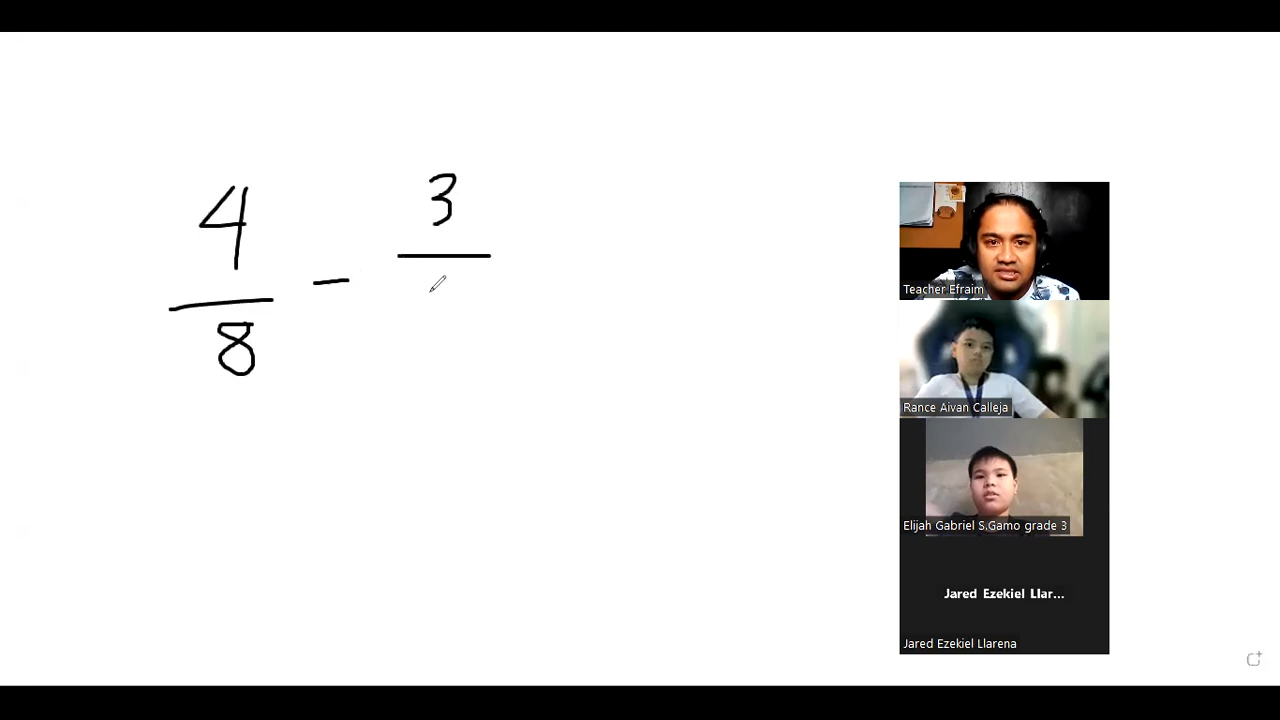 4/8 - 3/
Teacher Efraim
Rance Aivan Calleja
Elijah Gabriel S.Gamo grade 3
Jared Ezekiel Llar...
Jared Ezekiel Llarena